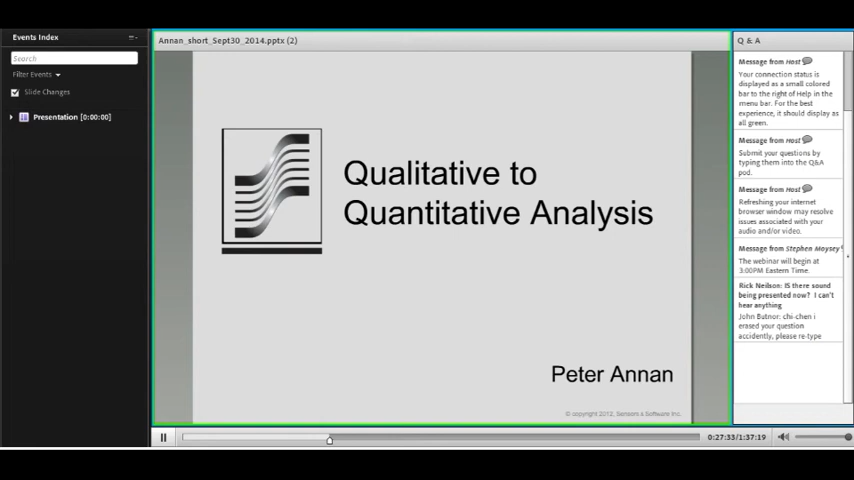 Events Index
Search
Filter Events
Slide Changes
Presentation [0:00:00]
Annan_short_Sept30_2014.pptx (2)
Qualitative to
Quantitative Analysis
Peter Annan
© copyright 2012, Sensors & Software Inc.
0:27:33/1:37:19
Q & A
Message from Host
Your connection status is
displayed as a small colored
bar to the right of Help in the
menu bar. For the best
experience, it should display as
all green.
Message from Host
Submit your questions by
typing them into the Q&A
pod.
Message from Host
Refreshing your internet
browser window may resolve
issues associated with your
audio and/or video.
Message from Stephen Moysey
The webinar will begin at
3:00PM Eastern Time.
Rick Neilson: IS there sound
being presented now? I can't
hear anything
John Butnor: chi-chen i
erased your question
accidently, please re-type